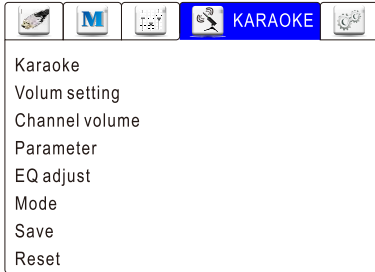 M
KARAOKE
Karaoke
Volum setting
Channel volume
Parameter
EQ adjust
Mode
Save
Reset